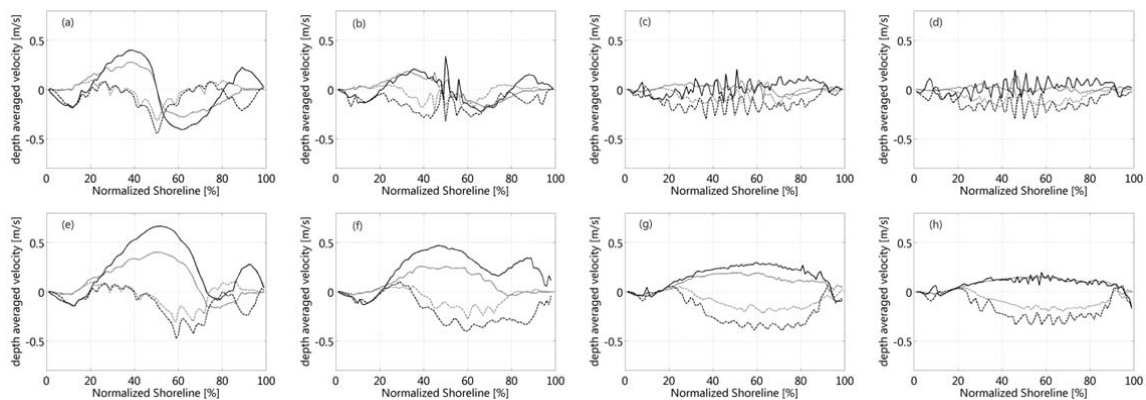 (a)
(b)
(c)
(d)
depth averaged velocity [m/s]
0.5
0
-0.5
0 20 40 60 80 100
Normalized Shoreline [%]
depth averaged velocity [m/s]
0.5
0
-0.5
0 20 40 60 80 100
Normalized Shoreline [%]
depth averaged velocity [m/s]
0.5
0
-0.5
0 20 40 60 80 100
Normalized Shoreline [%]
depth averaged velocity [m/s]
0.5
0
-0.5
0 20 40 60 80 100
Normalized Shoreline [%]
(e)
(f)
(g)
(h)
depth averaged velocity [m/s]
0.5
0
-0.5
0 20 40 60 80 100
Normalized Shoreline [%]
depth averaged velocity [m/s]
0.5
0
-0.5
0 20 40 60 80 100
Normalized Shoreline [%]
depth averaged velocity [m/s]
0.5
0
-0.5
0 20 40 60 80 100
Normalized Shoreline [%]
depth averaged velocity [m/s]
0.5
0
-0.5
0 20 40 60 80 100
Normalized Shoreline [%]